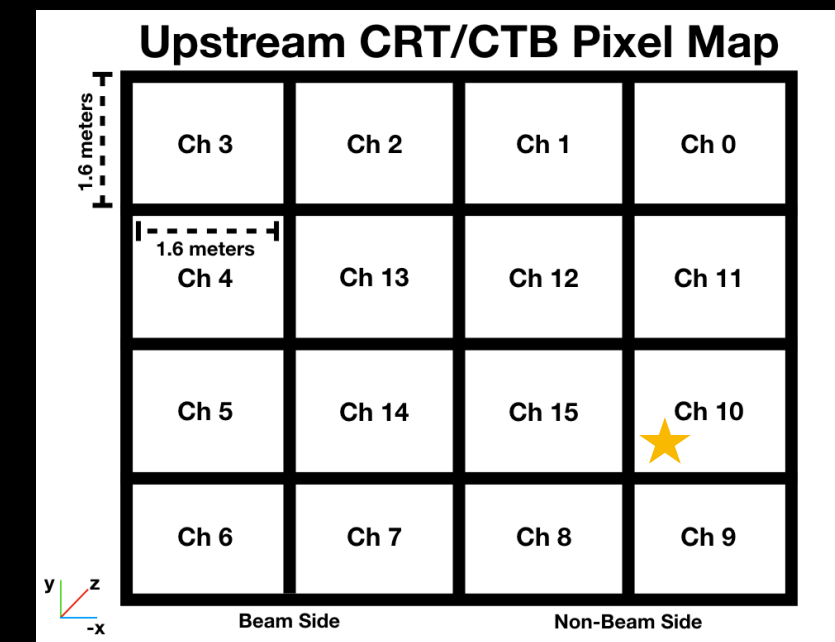 Upstream CRT/CTB Pixel Map
1.6 meters
Ch 3 Ch 2 Ch 1 Ch 0
1.6 meters
Ch 4 Ch 13 Ch 12 Ch 11
Ch 5 Ch 14 Ch 15 Ch 10
Ch 6 Ch 7 Ch 8 Ch 9
y z
-x
Beam Side Non-Beam Side